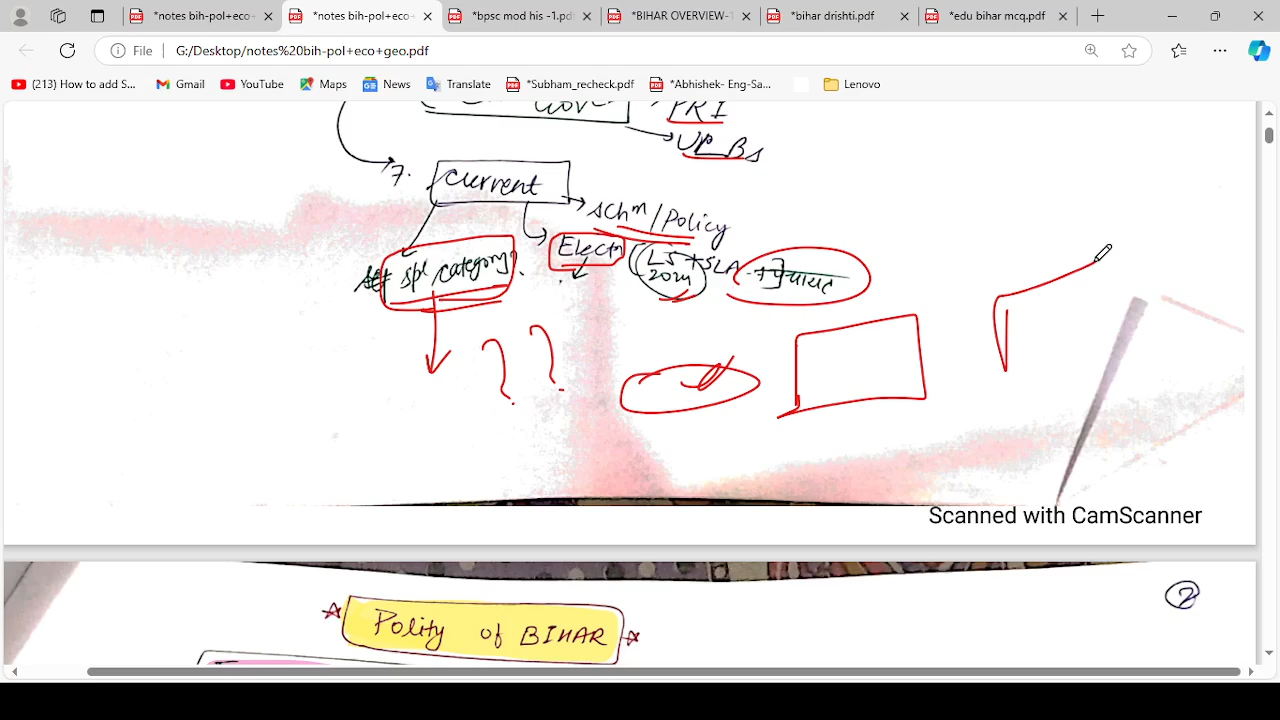 *notes bih-pol+eco+ *notes bih-pol+eco+ *bpsc mod his -1.pdf *BIHAR OVERVIEW-1 *bihar drishti.pdf *edu bihar mcq.pdf
File G:/Desktop/notes%20bih-pol+eco+geo.pdf
(213) How to add S... Gmail YouTube Maps News Translate *Subham_recheck.pdf *Abhishek- Eng-Sa... Lenovo
Govt PRI
ULBs
7. Current
schm/Policy
spl category Electn (LS + SLA
2024
? ?
Scanned with CamScanner
2
Polity of BIHAR